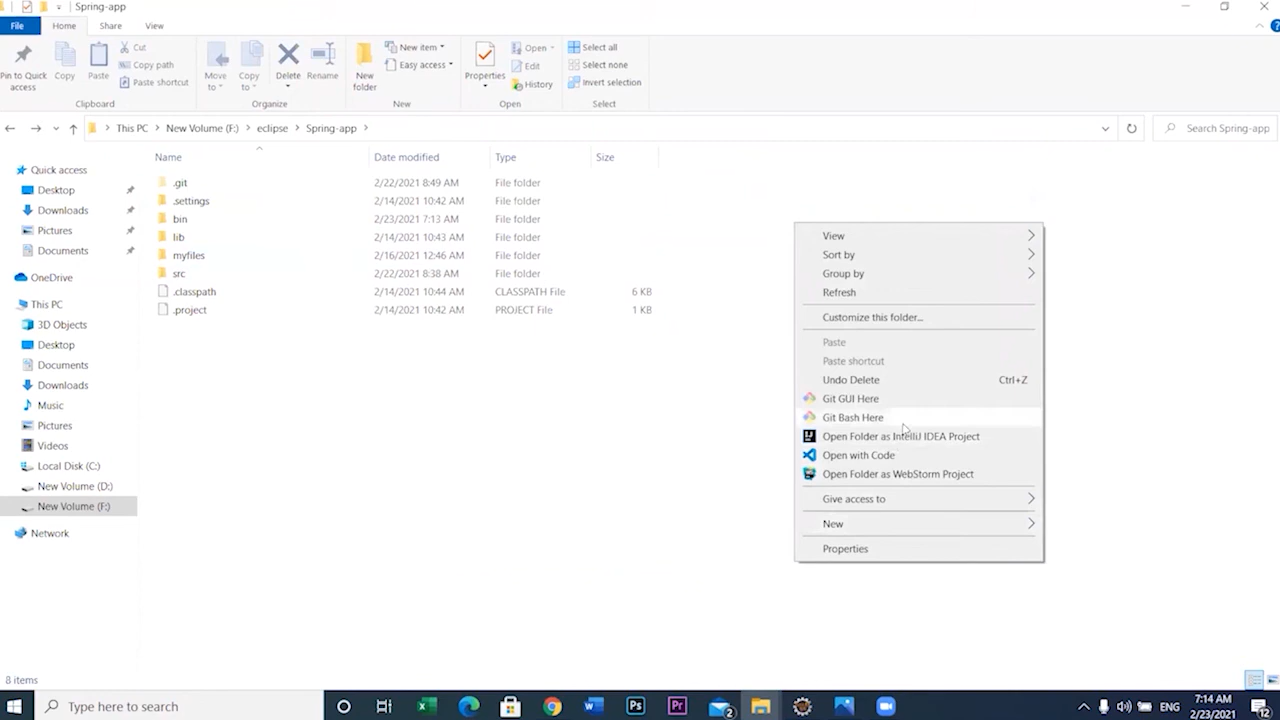 Spring-app
File Home Share View
Pin to Quick access
Copy
Paste
Cut
Copy path
Paste shortcut
Clipboard
Move to
Copy to
Delete
Rename
Organize
New folder
New item
Easy access
New
Properties
Open
Edit
History
Open
Select all
Select none
Invert selection
Select
This PC > New Volume (F:) > eclipse > Spring-app >
Search Spring-app
Name Date modified Type Size
.git 2/22/2021 8:49 AM File folder
.settings 2/14/2021 10:42 AM File folder
bin 2/23/2021 7:13 AM File folder
lib 2/14/2021 10:43 AM File folder
myfiles 2/16/2021 12:46 AM File folder
src 2/22/2021 8:38 AM File folder
.classpath 2/14/2021 10:44 AM CLASSPATH File 6 KB
.project 2/14/2021 10:42 AM PROJECT File 1 KB
Quick access
Desktop
Downloads
Pictures
Documents
OneDrive
This PC
3D Objects
Desktop
Documents
Downloads
Music
Pictures
Videos
Local Disk (C:)
New Volume (D:)
New Volume (F:)
Network
View
Sort by
Group by
Refresh
Customize this folder...
Paste
Paste shortcut
Undo Delete Ctrl+Z
Git GUI Here
Git Bash Here
Open Folder as IntelliJ IDEA Project
Open with Code
Open Folder as WebStorm Project
Give access to
New
Properties
8 items
Type here to search
Ps
Pr
2
ENG
7:14 AM
2/23/2021
12